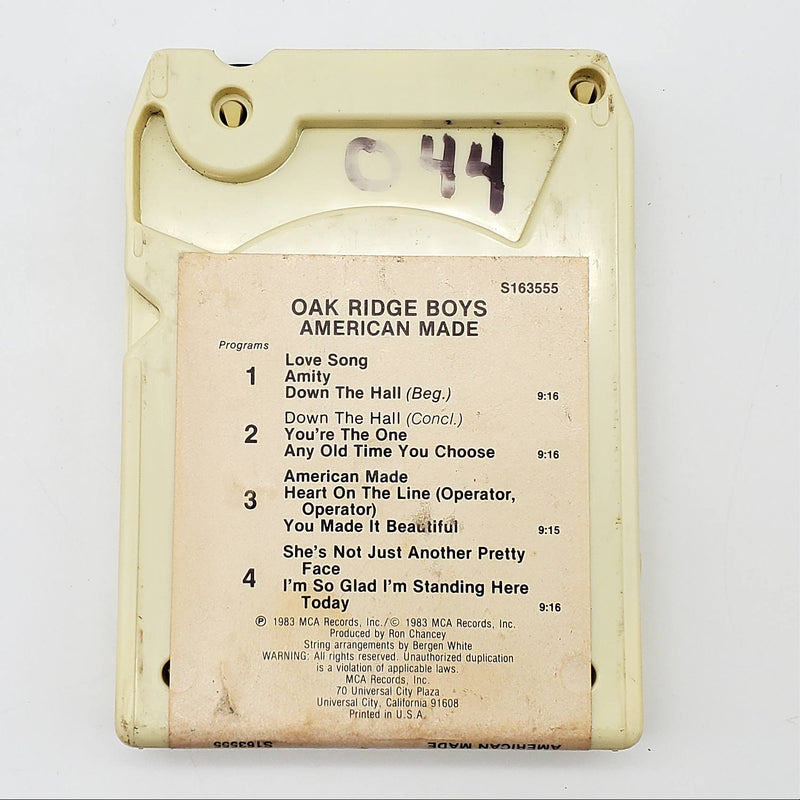 O 44
S163555
OAK RIDGE BOYS
AMERICAN MADE
Programs
1
Love Song
Amity
Down The Hall (Beg.) 9:16
2
Down The Hall (Concl.)
You're The One
Any Old Time You Choose 9:16
3
American Made
Heart On The Line (Operator,
Operator)
You Made It Beautiful 9:15
4
She's Not Just Another Pretty
Face
I'm So Glad I'm Standing Here
Today 9:16
℗ 1983 MCA Records, Inc./© 1983 MCA Records, Inc.
Produced by Ron Chancey
String arrangements by Bergen White
WARNING: All rights reserved. Unauthorized duplication
is a violation of applicable laws.
MCA Records, Inc.
70 Universal City Plaza
Universal City, California 91608
Printed in U.S.A.
S163555 AMERICAN MADE